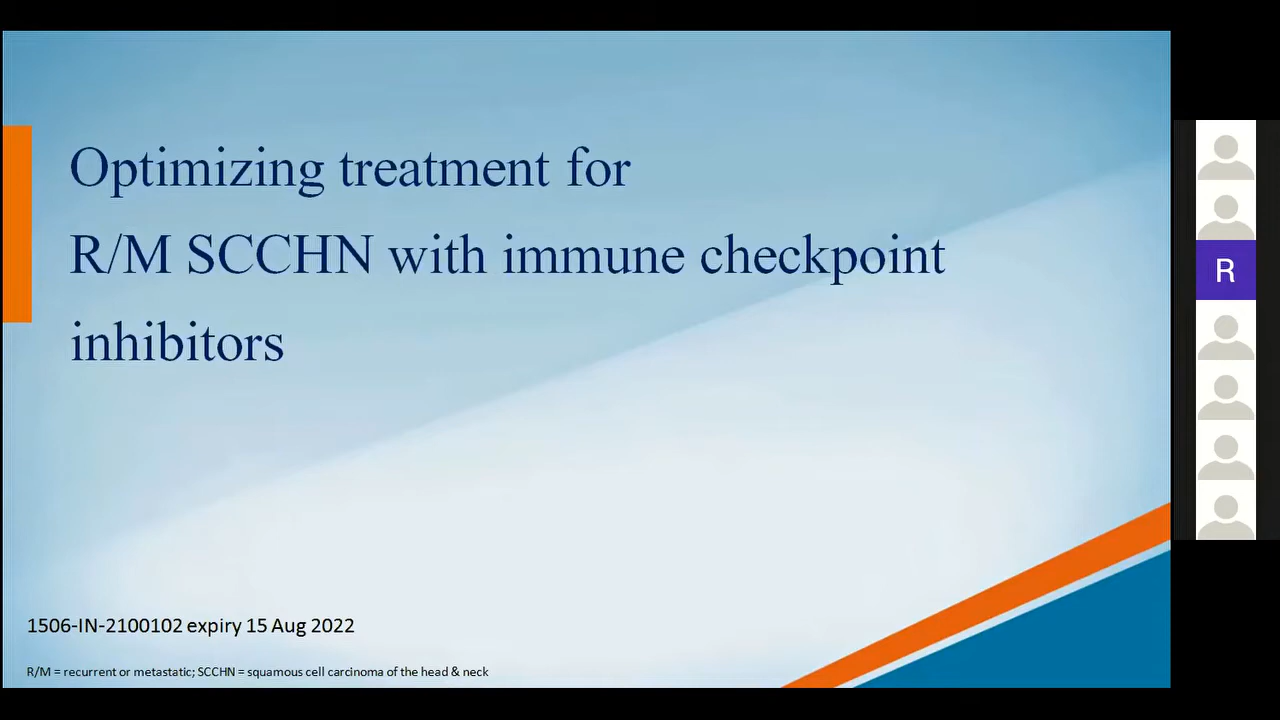 Optimizing treatment for
R/M SCCHN with immune checkpoint
inhibitors
R
1506-IN-2100102 expiry 15 Aug 2022
R/M = recurrent or metastatic; SCCHN = squamous cell carcinoma of the head & neck